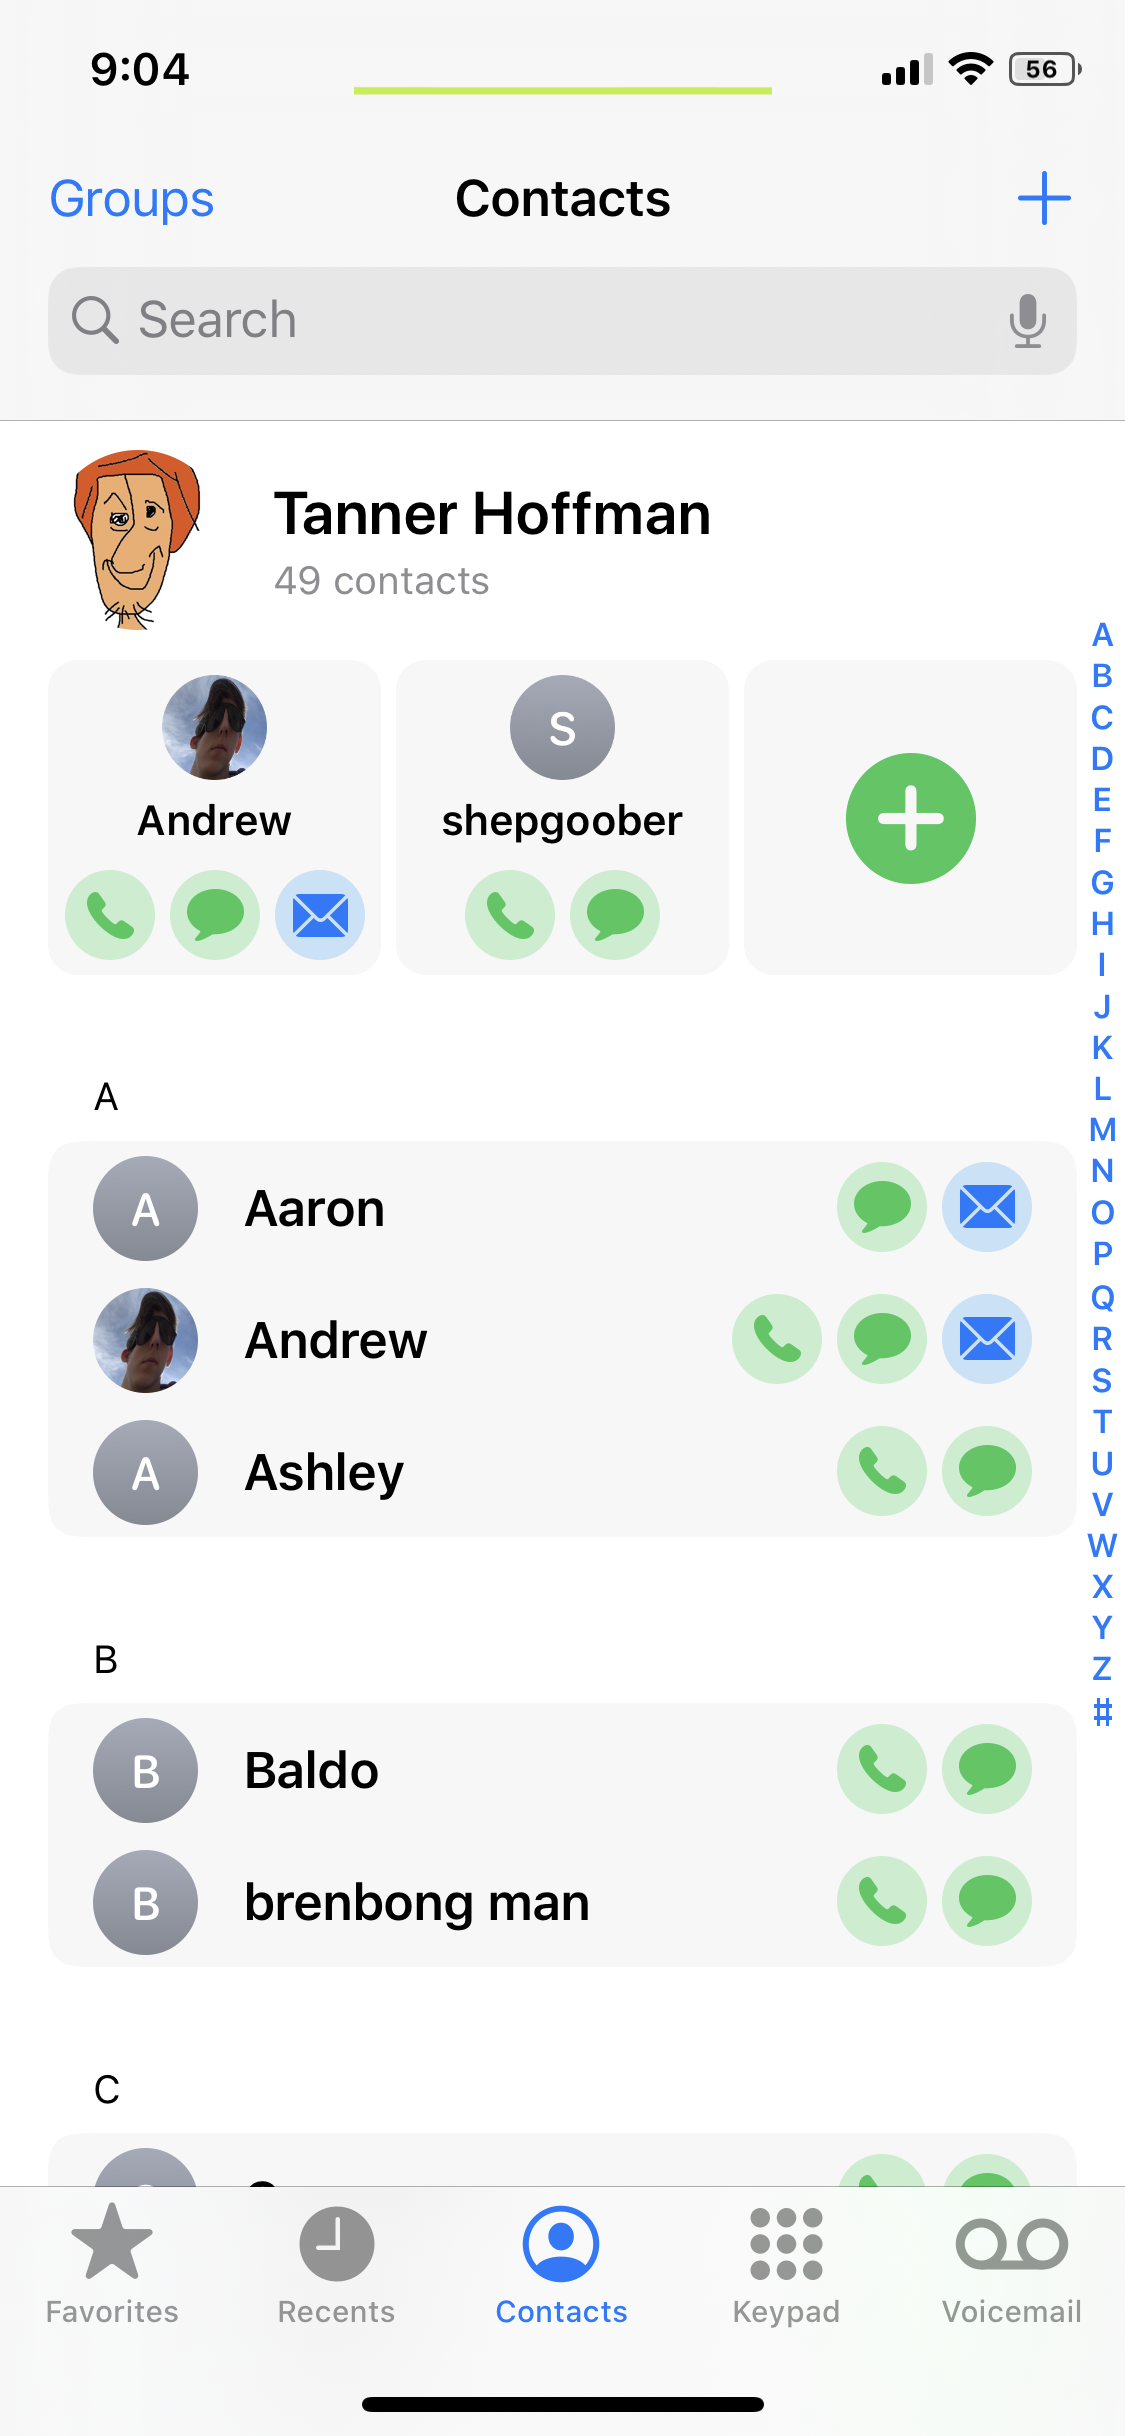 9:04
56
Groups
Contacts
Search
Tanner Hoffman
49 contacts
S
Andrew
shepgoober
A
A
Aaron
Andrew
A
Ashley
B
B
Baldo
B
brenbong man
C
A
B
C
D
E
F
G
H
I
J
K
L
M
N
O
P
Q
R
S
T
U
V
W
X
Y
Z
#
Favorites
Recents
Contacts
Keypad
Voicemail